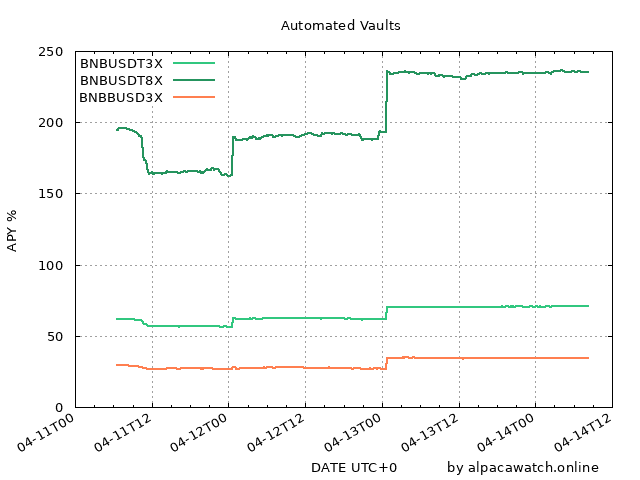 Automated Vaults
250
200
150
100
50
0
APY %
BNBUSDT3X
BNBUSDT8X
BNBBUSD3X
04-11T00
04-11T12
04-12T00
04-12T12
04-13T00
04-13T12
04-14T00
04-14T12
DATE UTC+0
by alpacawatch.online